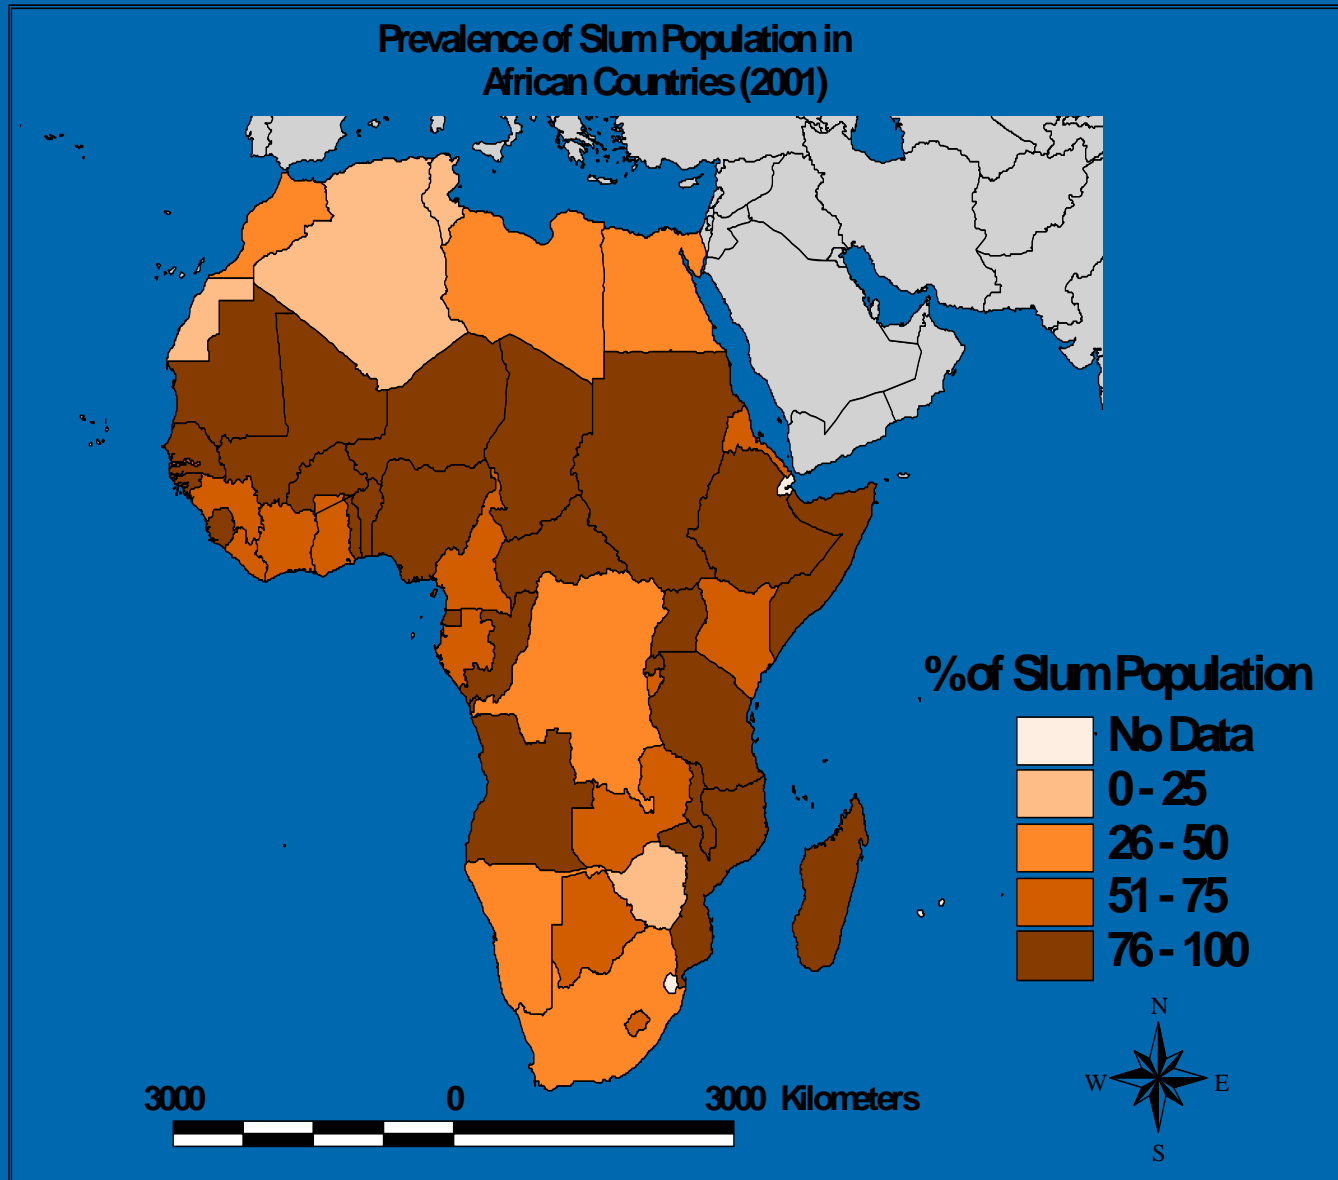 Prevalence of Slum Population in
African Countries (2001)
% of Slum Population
No Data
0 - 25
26 - 50
51 - 75
76 - 100
N
W E
S
3000 0 3000 Kilometers